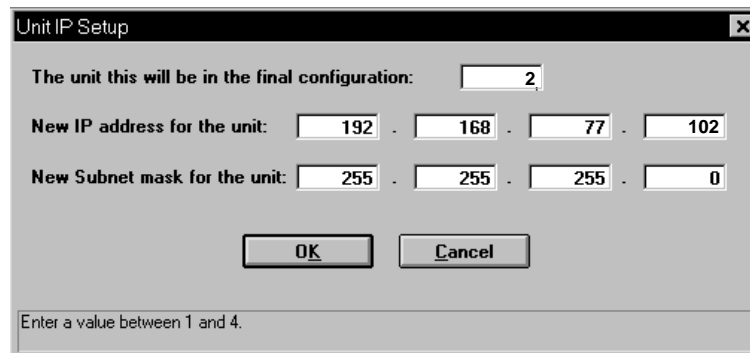 Unit IP Setup
The unit this will be in the final configuration: 2
New IP address for the unit: 192 . 168 . 77 . 102
New Subnet mask for the unit: 255 . 255 . 255 . 0
OK Cancel
Enter a value between 1 and 4.